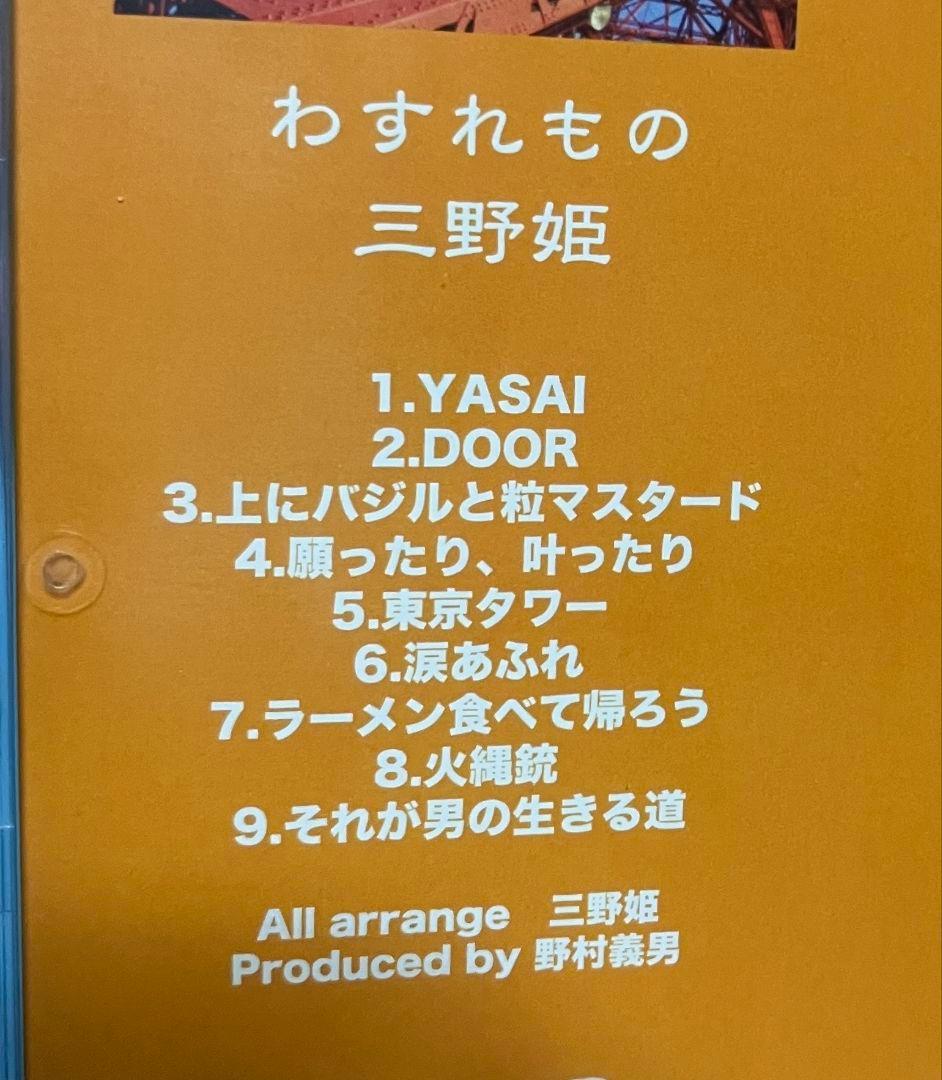 わすれもの
三野姫
1.YASAI
2.DOOR
3.上にバジルと粒マスタード
4.願ったり、叶ったり
5.東京タワー
6.涙あふれ
7.ラーメン食べて帰ろう
8.火縄銃
9.それが男の生きる道
All arrange　三野姫
Produced by 野村義男